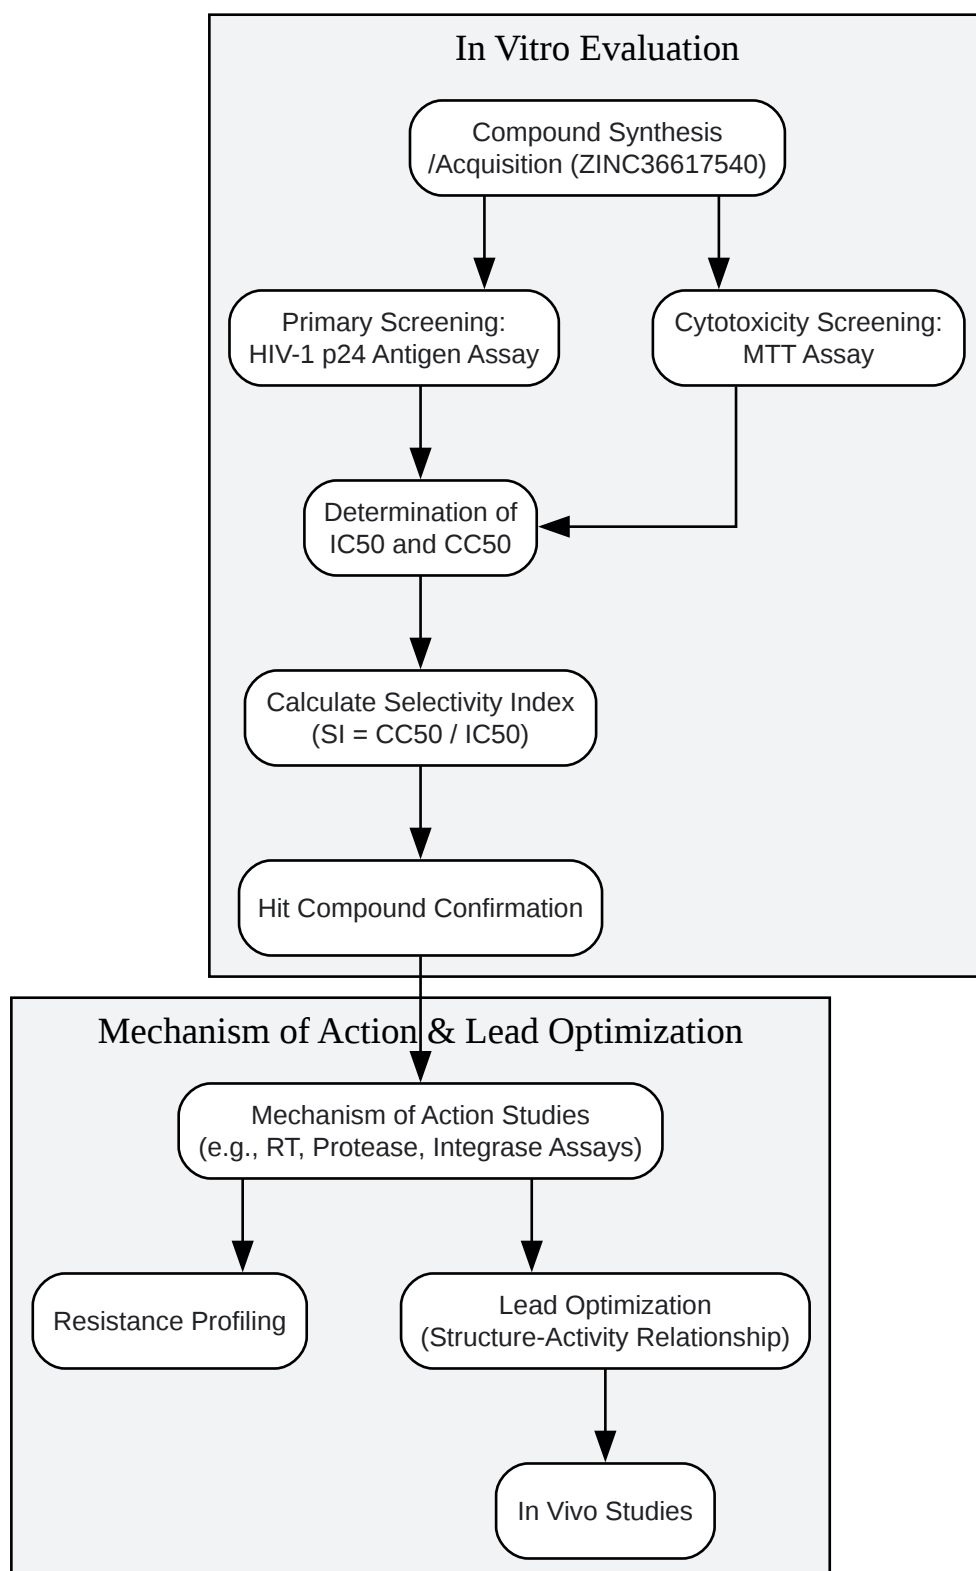 In Vitro Evaluation
Compound Synthesis
/Acquisition (ZINC36617540)
Primary Screening:
HIV-1 p24 Antigen Assay
Cytotoxicity Screening:
MTT Assay
Determination of
IC50 and CC50
Calculate Selectivity Index
(SI = CC50 / IC50)
Hit Compound Confirmation
Mechanism of Action & Lead Optimization
Mechanism of Action Studies
(e.g., RT, Protease, Integrase Assays)
Resistance Profiling
Lead Optimization
(Structure-Activity Relationship)
In Vivo Studies